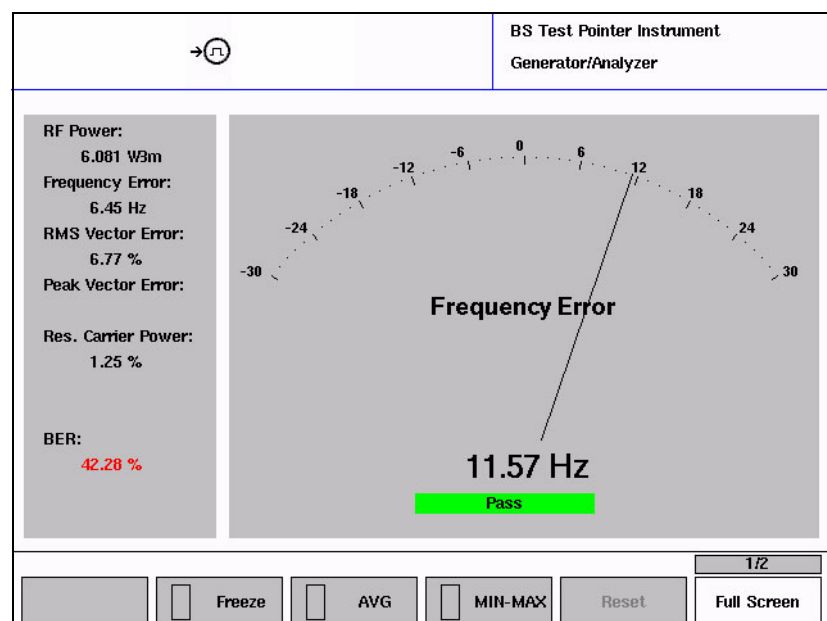 BS Test Pointer Instrument
Generator/Analyzer
RF Power:
6.081 W3m
Frequency Error:
6.45 Hz
RMS Vector Error:
6.77 %
Peak Vector Error:
Res. Carrier Power:
1.25 %
BER:
42.28 %
-30
-24
-18
-12
-6
0
6
12
18
24
30
Frequency Error
11.57 Hz
Pass
1/2
Freeze
AVG
MIN-MAX
Reset
Full Screen